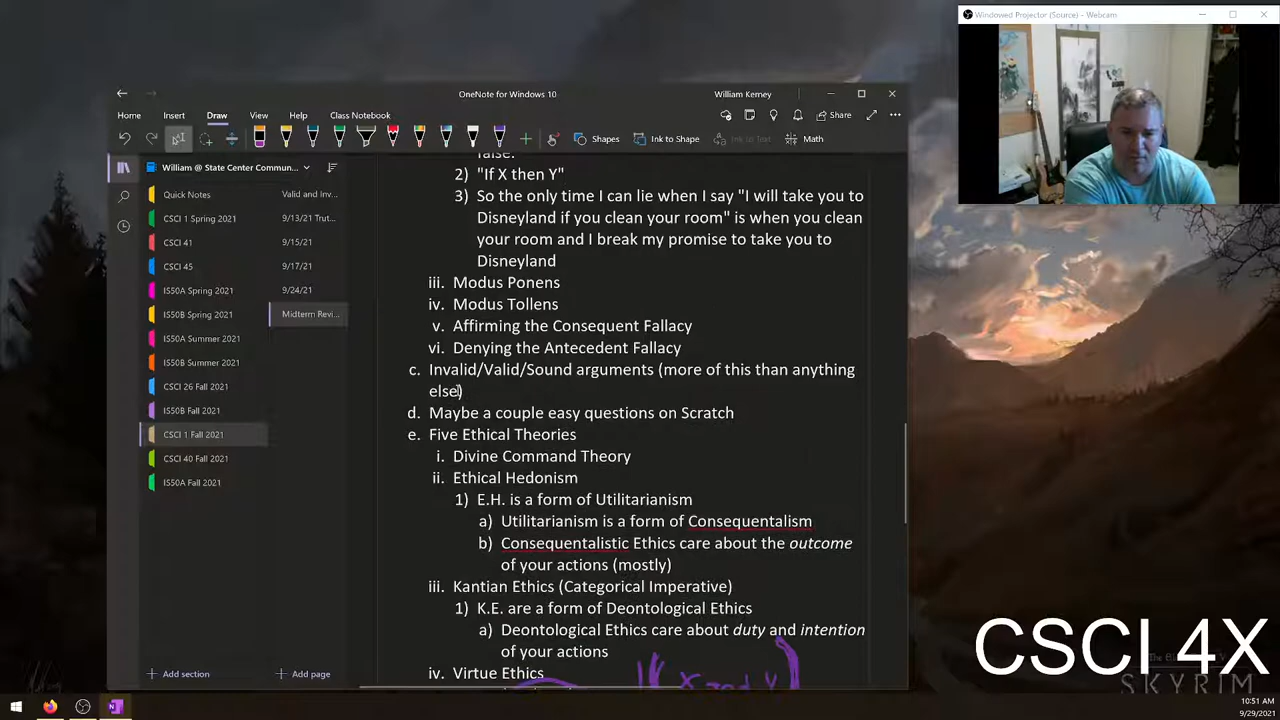 Windowed Projector (Source) - Webcam
OneNote for Windows 10
William Kerney
Home Insert Draw View Help Class Notebook
Share
Shapes Ink to Shape Ink to Text Math
William @ State Center Commun...
Quick Notes
CSCI 1 Spring 2021
CSCI 41
CSCI 45
IS50A Spring 2021
IS50B Spring 2021
IS50A Summer 2021
IS50B Summer 2021
CSCI 26 Fall 2021
IS50B Fall 2021
CSCI 1 Fall 2021
CSCI 40 Fall 2021
IS50A Fall 2021
Add section
Valid and Inv...
9/13/21 Trut...
9/15/21
9/17/21
9/24/21
Midterm Revi...
Add page
false.
2) "If X then Y"
3) So the only time I can lie when I say "I will take you to
Disneyland if you clean your room" is when you clean
your room and I break my promise to take you to
Disneyland
iii. Modus Ponens
iv. Modus Tollens
v. Affirming the Consequent Fallacy
vi. Denying the Antecedent Fallacy
c. Invalid/Valid/Sound arguments (more of this than anything
else)
d. Maybe a couple easy questions on Scratch
e. Five Ethical Theories
i. Divine Command Theory
ii. Ethical Hedonism
1) E.H. is a form of Utilitarianism
a) Utilitarianism is a form of Consequentalism
b) Consequentalistic Ethics care about the outcome
of your actions (mostly)
iii. Kantian Ethics (Categorical Imperative)
1) K.E. are a form of Deontological Ethics
a) Deontological Ethics care about duty and intention
of your actions
iv. Virtue Ethics
CSCI 4X
SKYRIM
10:51 AM
9/29/2021